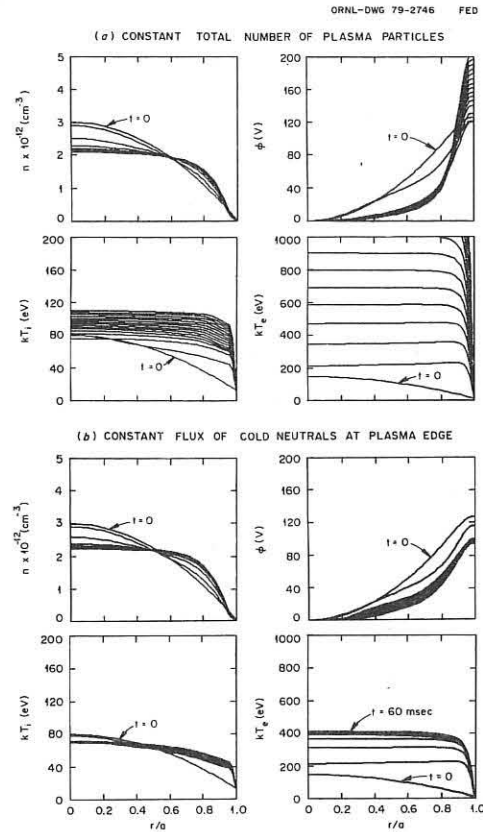 ORNL-DWG 79-2746 FED
(a) CONSTANT TOTAL NUMBER OF PLASMA PARTICLES
n x 10^-12 (cm^-3)
5
4
3
2
1
0
t=0
ϕ (V)
200
160
120
80
40
0
t=0
kT_i (eV)
200
160
120
80
40
0
t=0
kT_e (eV)
1000
800
600
400
200
0
t=0
(b) CONSTANT FLUX OF COLD NEUTRALS AT PLASMA EDGE
n x 10^-12 (cm^-3)
5
4
3
2
1
0
t=0
ϕ (V)
200
160
120
80
40
0
t=0
kT_i (eV)
200
160
120
80
40
0
t=0
0 0.2 0.4 0.6 0.8 1.0
r/a
kT_e (eV)
1000
800
600
400
200
0
t = 60 msec
t=0
0 0.2 0.4 0.6 0.8 1.0
r/a